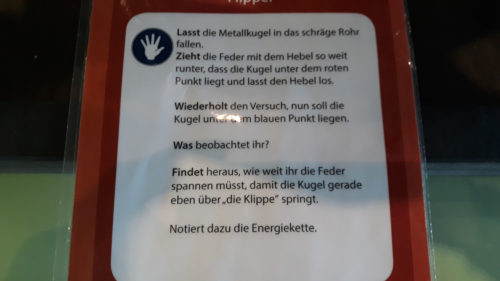 Klipper
Lasst die Metallkugel in das schräge Rohr
fallen.
Zieht die Feder mit dem Hebel so weit
runter, dass die Kugel unter dem roten
Punkt liegt und lasst den Hebel los.
Wiederholt den Versuch, nun soll die
Kugel unter dem blauen Punkt liegen.
Was beobachtet ihr?
Findet heraus, wie weit ihr die Feder
spannen müsst, damit die Kugel gerade
eben über „die Klippe" springt.
Notiert dazu die Energiekette.